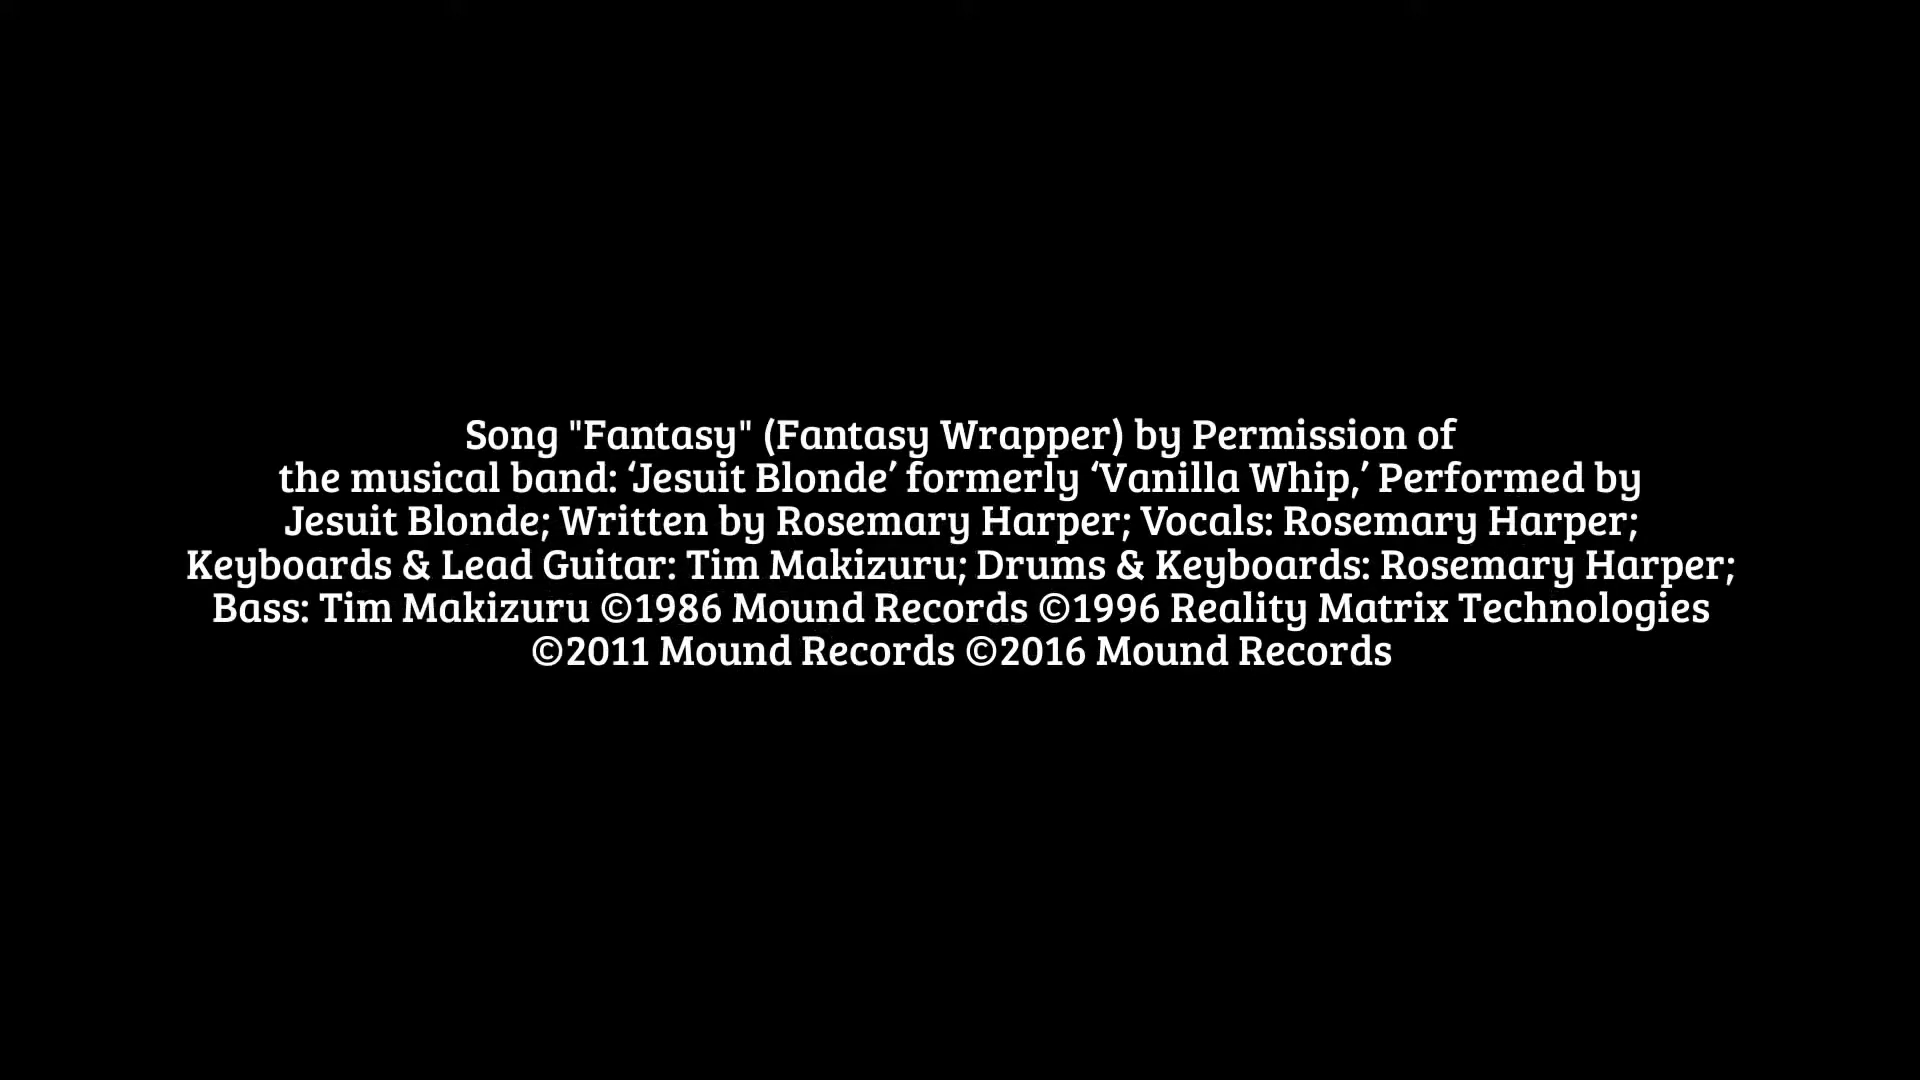 Song "Fantasy" (Fantasy Wrapper) by Permission of
the musical band: ‘Jesuit Blonde’ formerly ‘Vanilla Whip,’ Performed by
Jesuit Blonde; Written by Rosemary Harper; Vocals: Rosemary Harper;
Keyboards & Lead Guitar: Tim Makizuru; Drums & Keyboards: Rosemary Harper;
Bass: Tim Makizuru ©1986 Mound Records ©1996 Reality Matrix Technologies
©2011 Mound Records ©2016 Mound Records